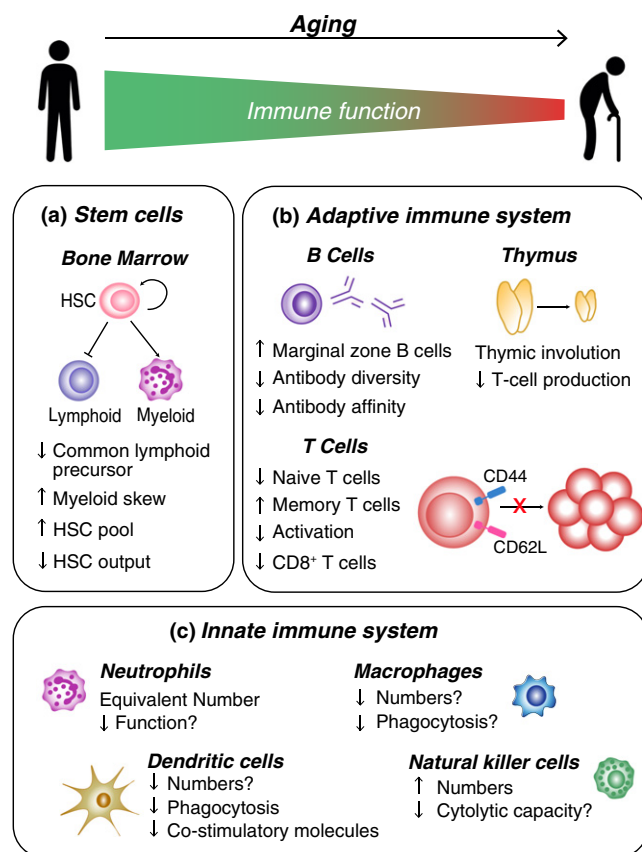 Aging
Immune function
(a) Stem cells
Bone Marrow
HSC
Lymphoid Myeloid
↓ Common lymphoid
precursor
↑ Myeloid skew
↑ HSC pool
↓ HSC output
(b) Adaptive immune system
B Cells
↑ Marginal zone B cells
↓ Antibody diversity
↓ Antibody affinity
Thymus
Thymic involution
↓ T-cell production
T Cells
↓ Naive T cells
↑ Memory T cells
↓ Activation
↓ CD8⁺ T cells
CD44
X
CD62L
(c) Innate immune system
Neutrophils
Equivalent Number
↓ Function?
Macrophages
↓ Numbers?
↓ Phagocytosis?
Dendritic cells
↓ Numbers?
↓ Phagocytosis
↓ Co-stimulatory molecules
Natural killer cells
↑ Numbers
↓ Cytolytic capacity?